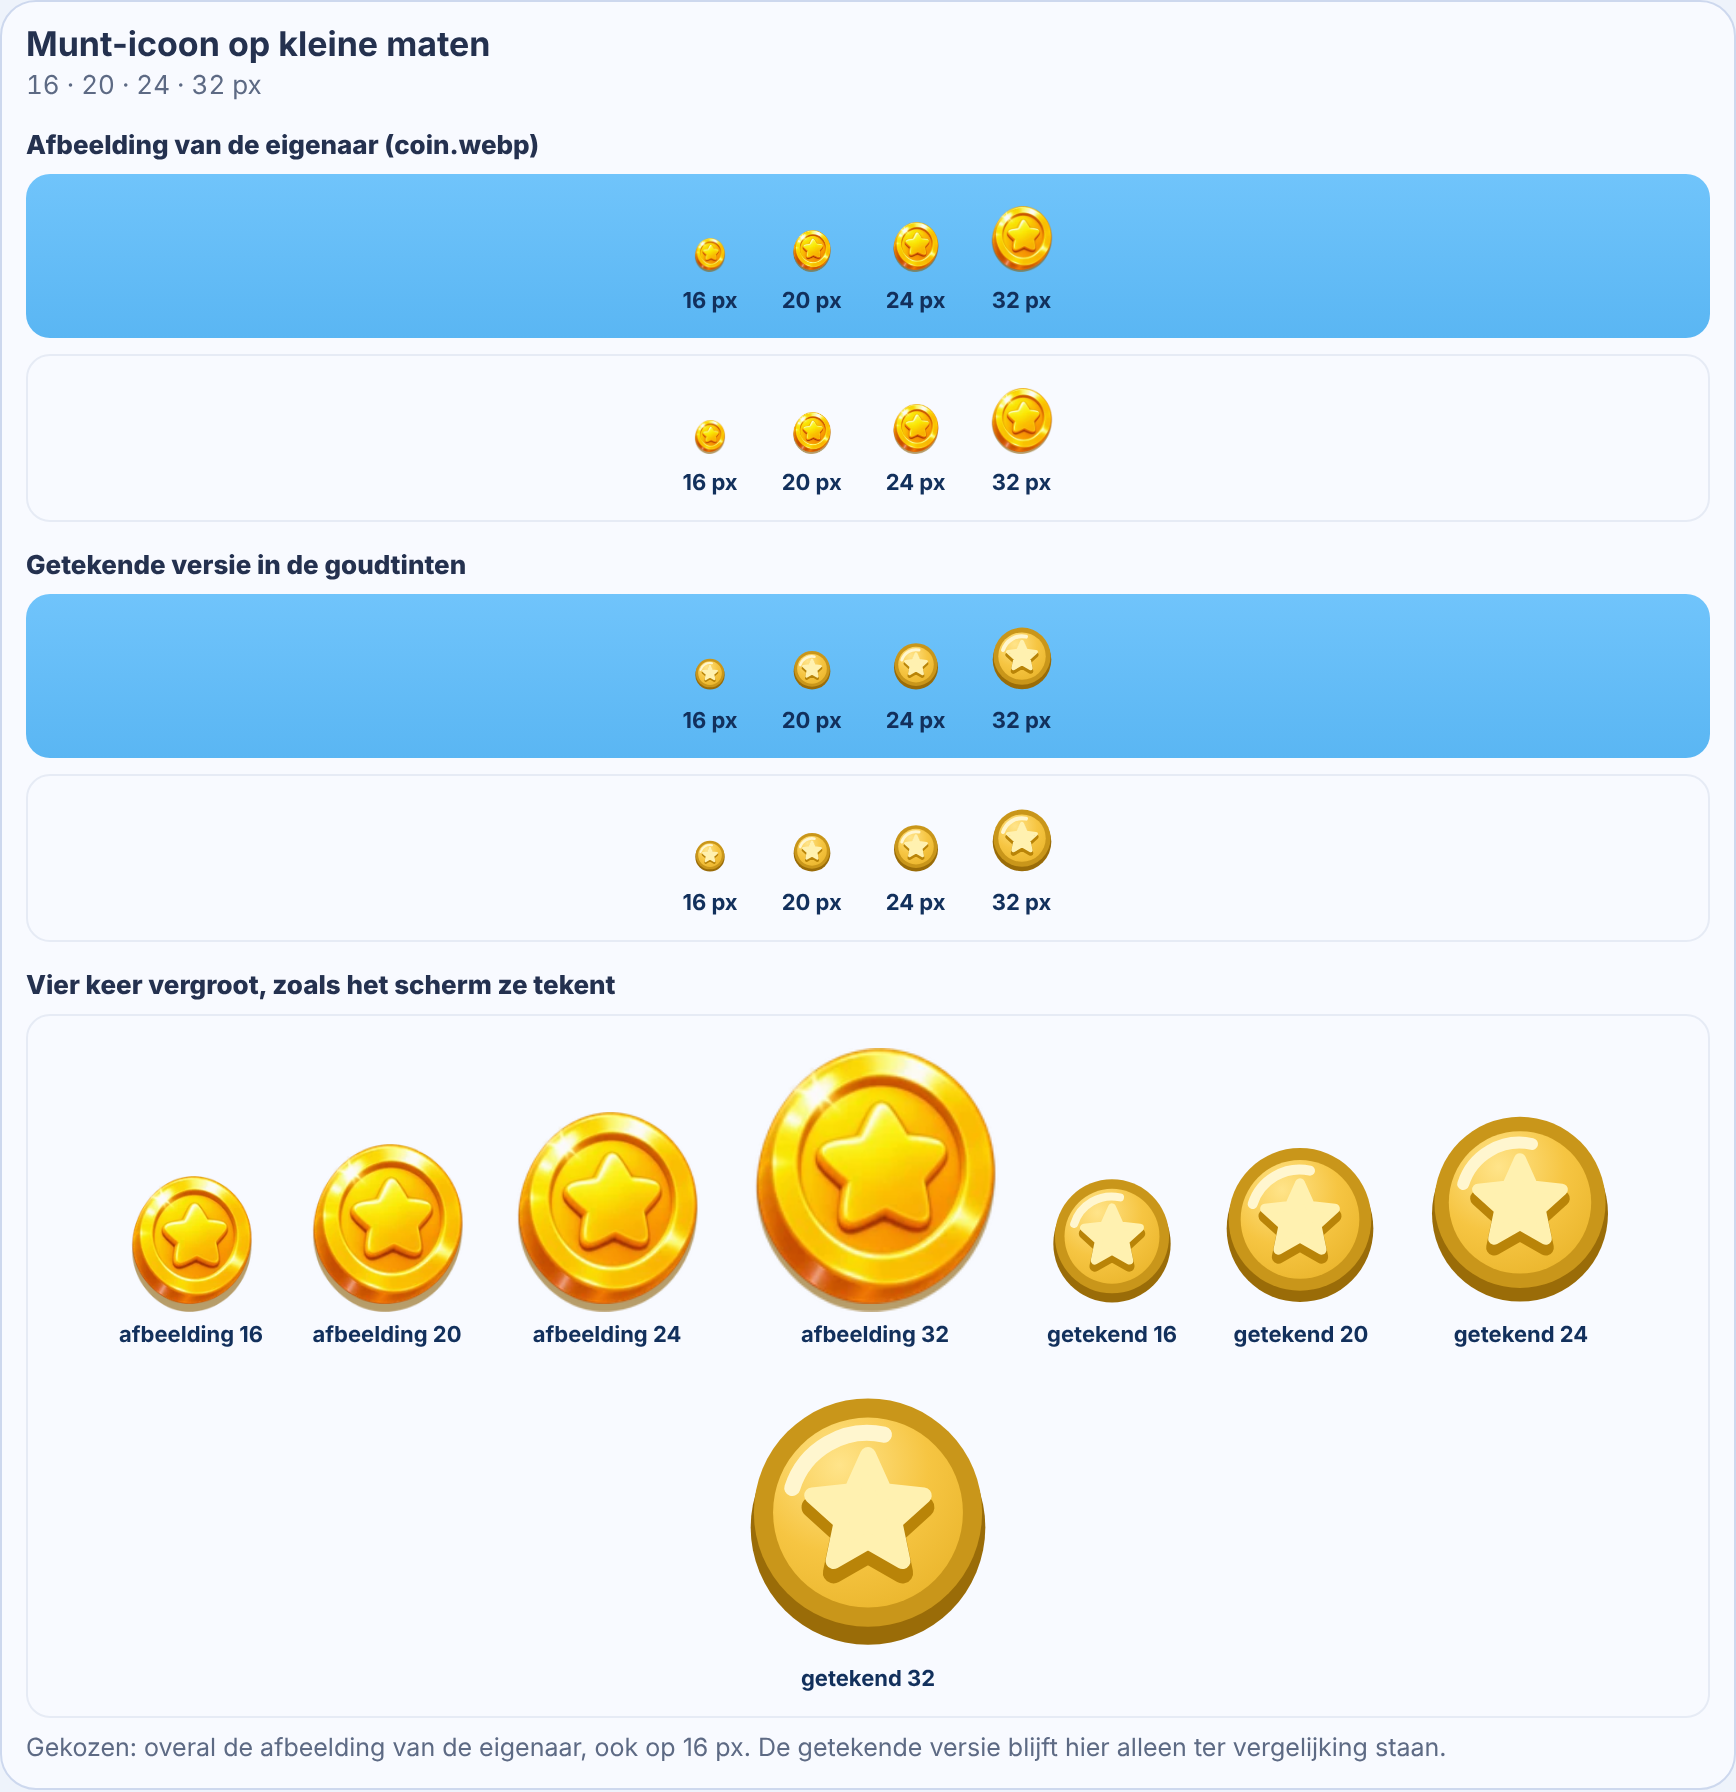 Munt-icoon op kleine maten
16 · 20 · 24 · 32 px
Afbeelding van de eigenaar (coin.webp)
16 px 20 px 24 px 32 px
16 px 20 px 24 px 32 px
Getekende versie in de goudtinten
16 px 20 px 24 px 32 px
16 px 20 px 24 px 32 px
Vier keer vergroot, zoals het scherm ze tekent
afbeelding 16 afbeelding 20 afbeelding 24 afbeelding 32 getekend 16 getekend 20 getekend 24
getekend 32
Gekozen: overal de afbeelding van de eigenaar, ook op 16 px. De getekende versie blijft hier alleen ter vergelijking staan.